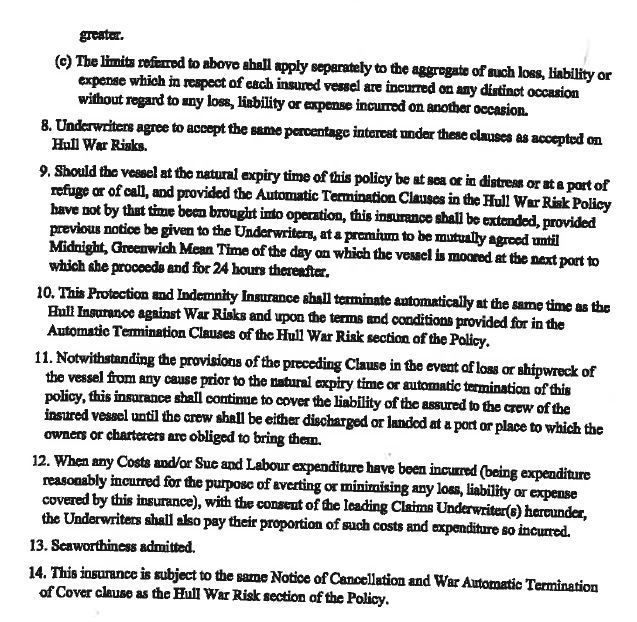 greater.
(c) The limits referred to above shall apply separately to the aggregate of such loss, liability or
expense which in respect of each insured vessel are incurred on any distinct occasion
without regard to any loss, liability or expense incurred on another occasion.
8. Underwriters agree to accept the same percentage interest under these clauses as accepted on
Hull War Risks.
9. Should the vessel at the natural expiry time of this policy be at sea or in distress or at a port of
refuge or of call, and provided the Automatic Termination Clauses in the Hull War Risk Policy
have not by that time been brought into operation, this insurance shall be extended, provided
previous notice be given to the Underwriters, at a premium to be mutually agreed until
Midnight, Greenwich Mean Time of the day on which the vessel is moored at the next port to
which she proceeds and for 24 hours thereafter.
10. This Protection and Indemnity Insurance shall terminate automatically at the same time as the
Hull Insurance against War Risks and upon the terms and conditions provided for in the
Automatic Termination Clauses of the Hull War Risk section of the Policy.
11. Notwithstanding the provisions of the preceding Clause in the event of loss or shipwreck of
the vessel from any cause prior to the natural expiry time or automatic termination of this
policy, this insurance shall continue to cover the liability of the assured to the crew of the
insured vessel until the crew shall be either discharged or landed at a port or place to which the
owners or charterers are obliged to bring them.
12. When any Costs and/or Sue and Labour expenditure have been incurred (being expenditure
reasonably incurred for the purpose of averting or minimising any loss, liability or expense
covered by this insurance), with the consent of the leading Claims Underwriter(s) hereunder,
the Underwriters shall also pay their proportion of such costs and expenditure so incurred.
13. Seaworthiness admitted.
14. This insurance is subject to the same Notice of Cancellation and War Automatic Termination
of Cover clause as the Hull War Risk section of the Policy.